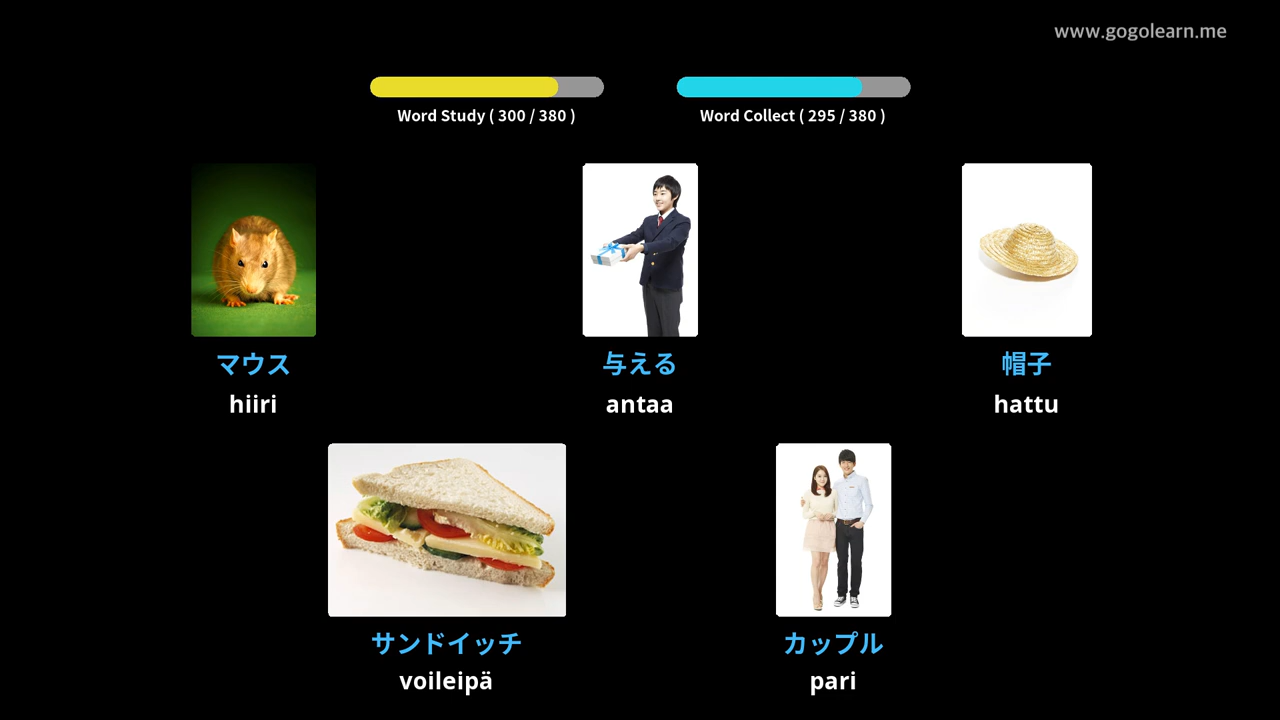 www.gogolearn.me
Word Study ( 300 / 380 )
Word Collect ( 295 / 380 )
マウス
hiiri
与える
antaa
帽子
hattu
サンドイッチ
voileipä
カップル
pari